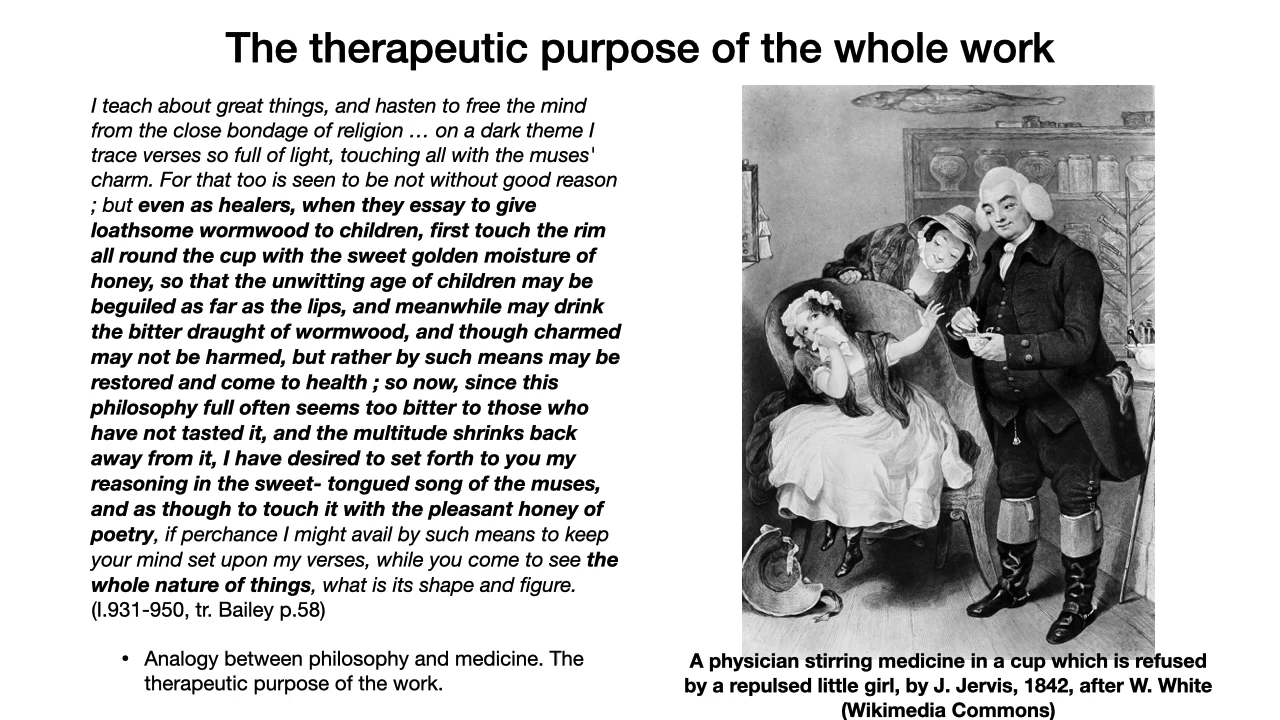 The therapeutic purpose of the whole work
I teach about great things, and hasten to free the mind
from the close bondage of religion … on a dark theme I
trace verses so full of light, touching all with the muses'
charm. For that too is seen to be not without good reason
; but even as healers, when they essay to give
loathsome wormwood to children, first touch the rim
all round the cup with the sweet golden moisture of
honey, so that the unwitting age of children may be
beguiled as far as the lips, and meanwhile may drink
the bitter draught of wormwood, and though charmed
may not be harmed, but rather by such means may be
restored and come to health ; so now, since this
philosophy full often seems too bitter to those who
have not tasted it, and the multitude shrinks back
away from it, I have desired to set forth to you my
reasoning in the sweet- tongued song of the muses,
and as though to touch it with the pleasant honey of
poetry, if perchance I might avail by such means to keep
your mind set upon my verses, while you come to see the
whole nature of things, what is its shape and figure.
(I.931-950, tr. Bailey p.58)
• Analogy between philosophy and medicine. The
therapeutic purpose of the work.
A physician stirring medicine in a cup which is refused
by a repulsed little girl, by J. Jervis, 1842, after W. White
(Wikimedia Commons)